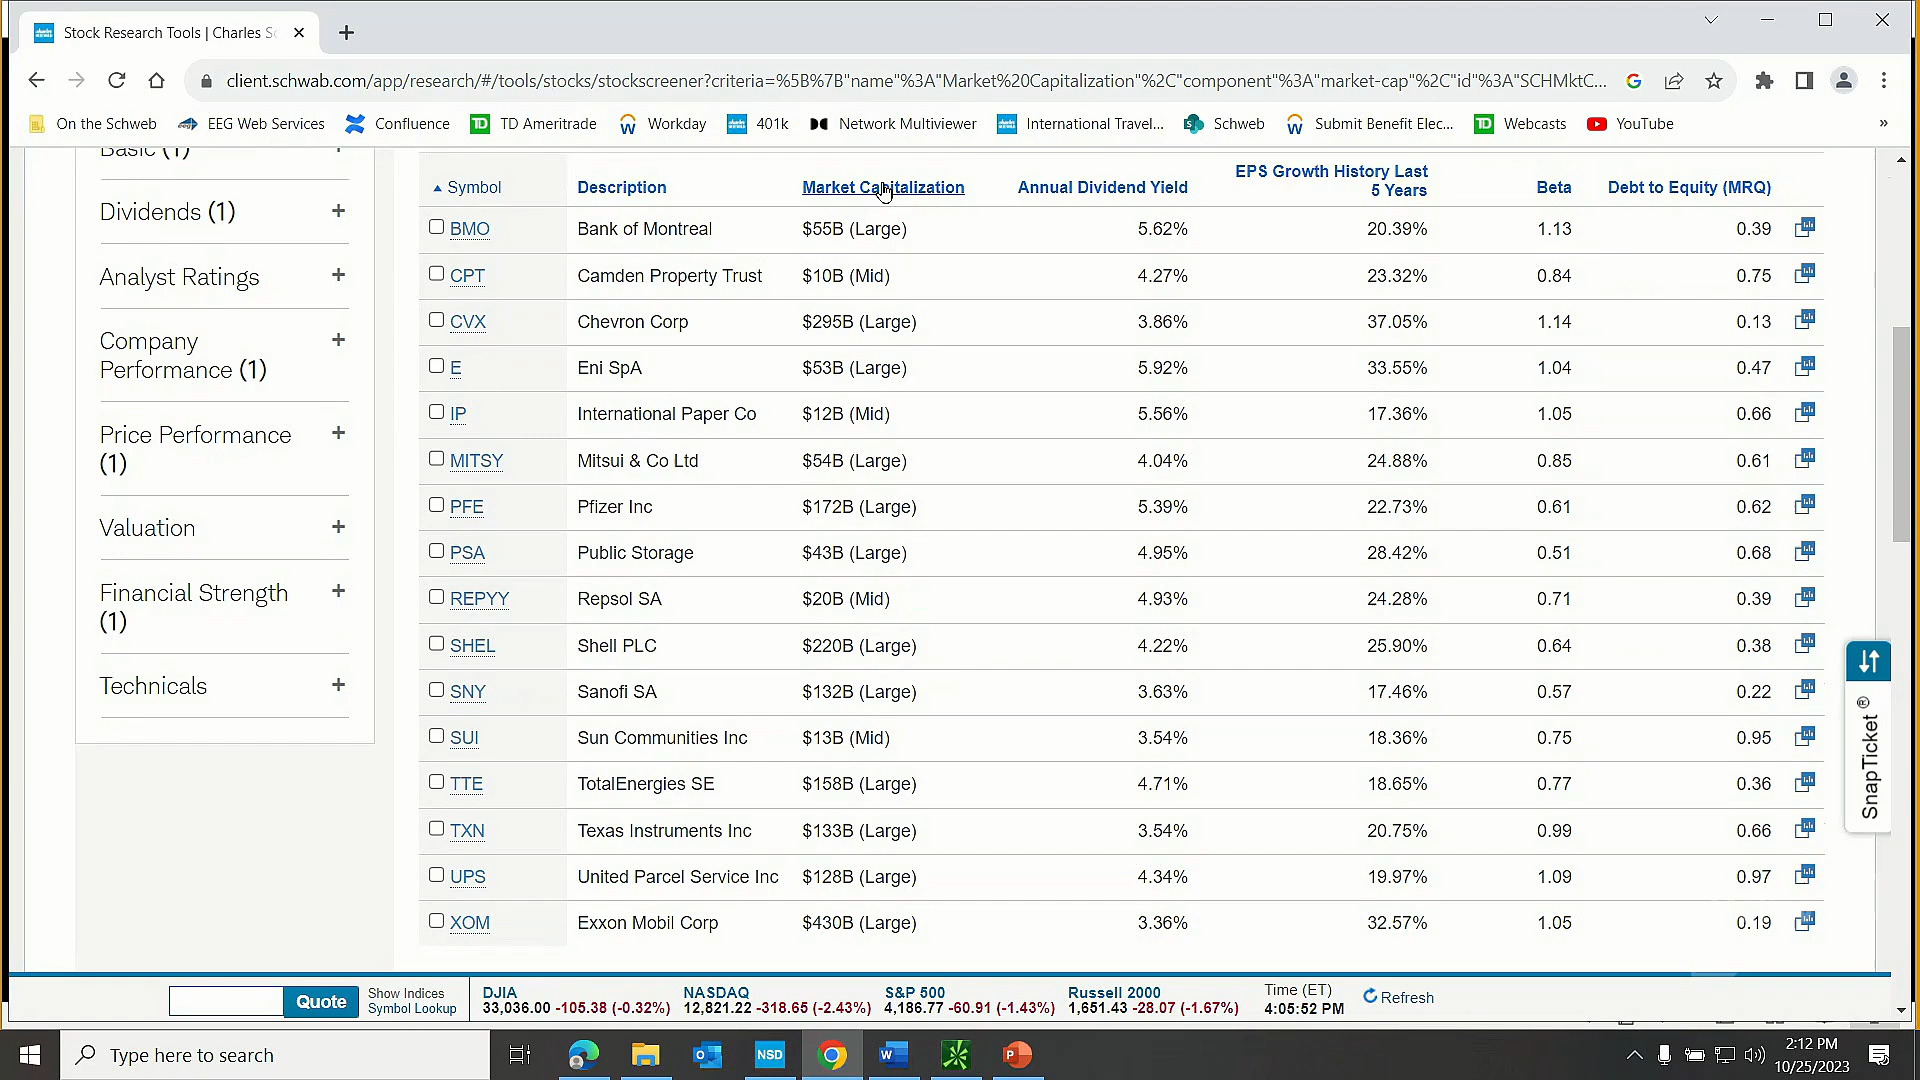 Stock Research Tools | Charles Sc
client.schwab.com/app/research/#/tools/stocks/stockscreener?criteria=%5B%7B"name"%3A"Market%20Capitalization"%2C"component"%3A"market-cap"%2C"id"%3A"SCHMktC...
On the Schweb EEG Web Services Confluence TD Ameritrade Workday 401k Network Multiviewer International Travel... Schweb Submit Benefit Elec... Webcasts YouTube »
Basic (1) +
Dividends (1) +
Analyst Ratings +
Company +
Performance (1)
Price Performance +
(1)
Valuation +
Financial Strength +
(1)
Technicals +
Symbol Description Market Capitalization Annual Dividend Yield EPS Growth History Last 5 Years Beta Debt to Equity (MRQ)
BMO Bank of Montreal $55B (Large) 5.62% 20.39% 1.13 0.39
CPT Camden Property Trust $10B (Mid) 4.27% 23.32% 0.84 0.75
CVX Chevron Corp $295B (Large) 3.86% 37.05% 1.14 0.13
E Eni SpA $53B (Large) 5.92% 33.55% 1.04 0.47
IP International Paper Co $12B (Mid) 5.56% 17.36% 1.05 0.66
MITSY Mitsui & Co Ltd $54B (Large) 4.04% 24.88% 0.85 0.61
PFE Pfizer Inc $172B (Large) 5.39% 22.73% 0.61 0.62
PSA Public Storage $43B (Large) 4.95% 28.42% 0.51 0.68
REPYY Repsol SA $20B (Mid) 4.93% 24.28% 0.71 0.39
SHEL Shell PLC $220B (Large) 4.22% 25.90% 0.64 0.38
SNY Sanofi SA $132B (Large) 3.63% 17.46% 0.57 0.22
SUI Sun Communities Inc $13B (Mid) 3.54% 18.36% 0.75 0.95
TTE TotalEnergies SE $158B (Large) 4.71% 18.65% 0.77 0.36
TXN Texas Instruments Inc $133B (Large) 3.54% 20.75% 0.99 0.66
UPS United Parcel Service Inc $128B (Large) 4.34% 19.97% 1.09 0.97
XOM Exxon Mobil Corp $430B (Large) 3.36% 32.57% 1.05 0.19
SnapTicket®
Quote
Show Indices
Symbol Lookup
DJIA NASDAQ S&P 500 Russell 2000 Time (ET)
33,036.00 -105.38 (-0.32%) 12,821.22 -318.65 (-2.43%) 4,186.77 -60.91 (-1.43%) 1,651.43 -28.07 (-1.67%) 4:05:52 PM
Refresh
Type here to search
NSD
2:12 PM
10/25/2023